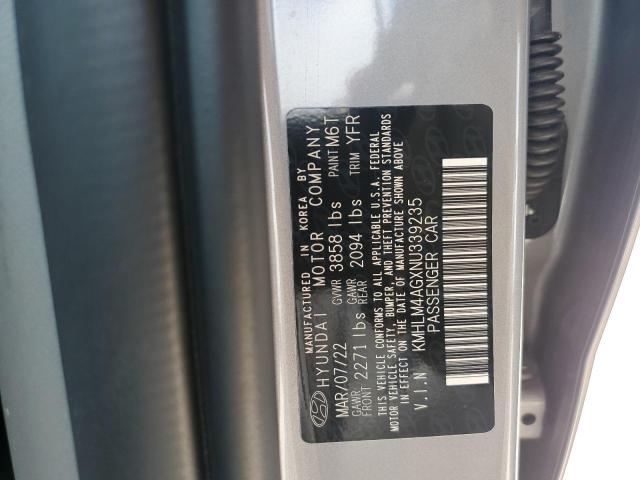 MANUFACTURED IN KOREA BY
HYUNDAI MOTOR COMPANY
MAR/07/22 GVWR 3858 lbs PAINT M6T
GAWR FRONT 2271 lbs GAWR REAR 2094 lbs TRIM YFR
THIS VEHICLE CONFORMS TO ALL APPLICABLE U.S.A. FEDERAL
MOTOR VEHICLE SAFETY, BUMPER, AND THEFT PREVENTION STANDARDS
IN EFFECT ON THE DATE OF MANUFACTURE SHOWN ABOVE
V.I.N KMHLM4AGXNU339235
PASSENGER CAR